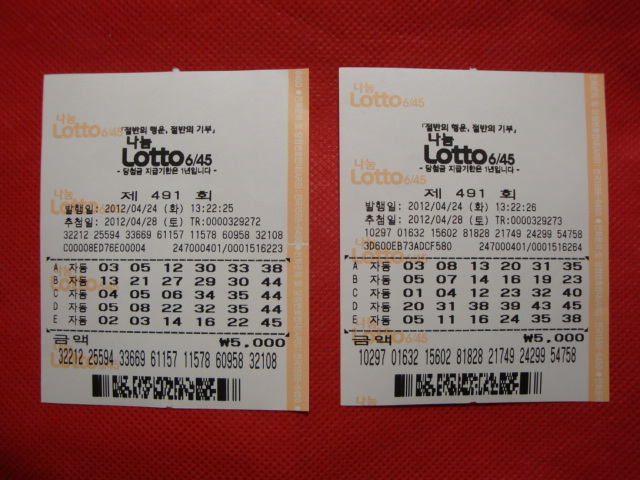 나눔
Lotto 6/45
「절반의 행운, 절반의 기부」
나눔
Lotto 6/45
- 당첨금 지급기한은 1년입니다 -
제 491 회
발행일: 2012/04/24 (화) 13:22:25
추첨일: 2012/04/28 (토) TR:0000329272
32212 25594 33669 61157 11578 60958 32108
C00008ED76E00004 247000401/0001516223
A 자동 03 05 12 30 33 38
B 자동 13 21 27 29 30 44
C 자동 04 05 06 34 35 44
D 자동 05 08 22 32 35 44
E 자동 02 03 14 16 22 45
금액 ₩5,000
32212 25594 33669 61157 11578 60958 32108
나눔
Lotto 6/45
「절반의 행운, 절반의 기부」
나눔
Lotto 6/45
- 당첨금 지급기한은 1년입니다 -
제 491 회
발행일: 2012/04/24 (화) 13:22:26
추첨일: 2012/04/28 (토) TR:0000329273
10297 01632 15602 81828 21749 24299 54758
3D600EB73ADCF580 247000401/0001516264
A 자동 03 08 13 20 31 35
B 자동 05 07 14 16 19 23
C 자동 01 04 12 23 32 40
D 자동 20 31 38 39 43 45
E 자동 05 11 16 24 35 38
금액 ₩5,000
10297 01632 15602 81828 21749 24299 54758